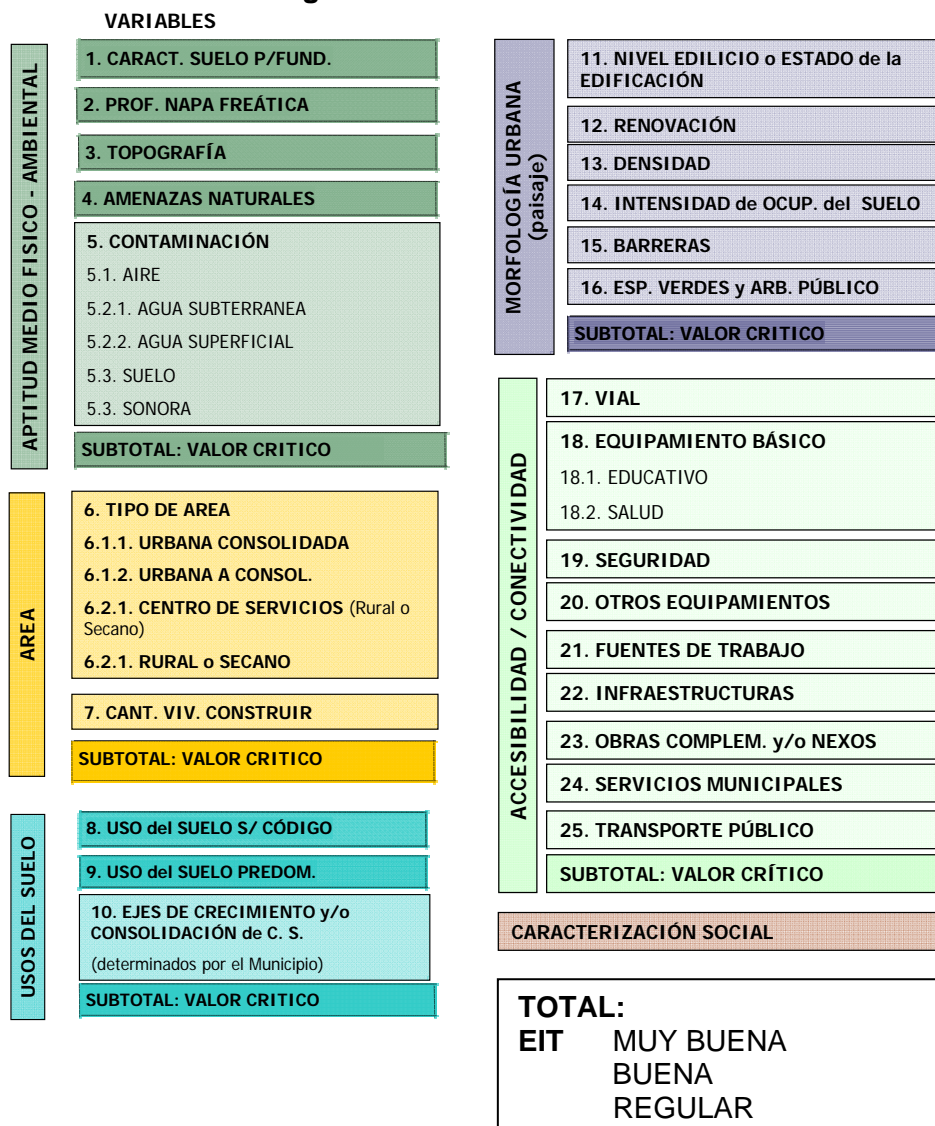 VARIABLES
APTITUD MEDIO FISICO - AMBIENTAL
1. CARACT. SUELO P/FUND.
2. PROF. NAPA FREÁTICA
3. TOPOGRAFÍA
4. AMENAZAS NATURALES
5. CONTAMINACIÓN
5.1. AIRE
5.2.1. AGUA SUBTERRANEA
5.2.2. AGUA SUPERFICIAL
5.3. SUELO
5.3. SONORA
SUBTOTAL: VALOR CRITICO
AREA
6. TIPO DE AREA
6.1.1. URBANA CONSOLIDADA
6.1.2. URBANA A CONSOL.
6.2.1. CENTRO DE SERVICIOS (Rural o
Secano)
6.2.1. RURAL o SECANO
7. CANT. VIV. CONSTRUIR
SUBTOTAL: VALOR CRITICO
USOS DEL SUELO
8. USO del SUELO S/ CÓDIGO
9. USO del SUELO PREDOM.
10. EJES DE CRECIMIENTO y/o
CONSOLIDACIÓN de C. S.
(determinados por el Municipio)
SUBTOTAL: VALOR CRITICO
MORFOLOGÍA URBANA
(paisaje)
11. NIVEL EDILICIO o ESTADO de la
EDIFICACIÓN
12. RENOVACIÓN
13. DENSIDAD
14. INTENSIDAD de OCUP. del SUELO
15. BARRERAS
16. ESP. VERDES y ARB. PÚBLICO
SUBTOTAL: VALOR CRITICO
ACCESIBILIDAD / CONECTIVIDAD
17. VIAL
18. EQUIPAMIENTO BÁSICO
18.1. EDUCATIVO
18.2. SALUD
19. SEGURIDAD
20. OTROS EQUIPAMIENTOS
21. FUENTES DE TRABAJO
22. INFRAESTRUCTURAS
23. OBRAS COMPLEM. y/o NEXOS
24. SERVICIOS MUNICIPALES
25. TRANSPORTE PÚBLICO
SUBTOTAL: VALOR CRÍTICO
CARACTERIZACIÓN SOCIAL
TOTAL:
EIT MUY BUENA
BUENA
REGULAR